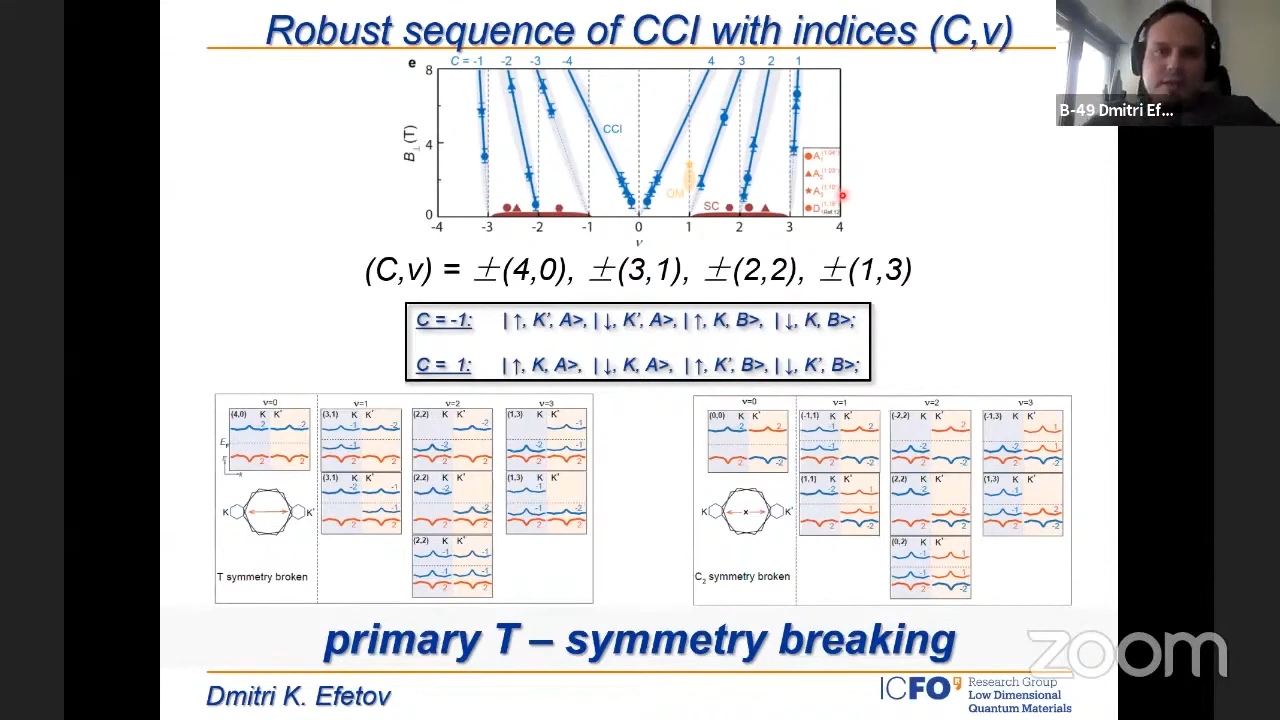 Robust sequence of CCI with indices (C,v)
B-49 Dmitri Ef...
e
C = -1 -2 -3 -4 4 3 2 1
8
4
0
B⊥(T)
CCI
OM
SC
-4 -3 -2 -1 0 1 2 3 4
ν
(C,v) = ±(4,0), ±(3,1), ±(2,2), ±(1,3)
C = -1: | ↑, K’, A>, | ↓, K’, A>, | ↑, K, B>, | ↓, K, B>;
C = 1: | ↑, K, A>, | ↓, K, A>, | ↑, K’, B>, | ↓, K’, B>;
ν=0 ν=1 ν=2 ν=3
(4,0) K K' (3,1) K K' (2,2) K K' (1,3) K K'
(3,1) K K' (2,2) K K' (1,3) K K'
K K'
(2,2) K K'
T symmetry broken
ν=0 ν=1 ν=2 ν=3
(0,0) K K' (-1,1) K K' (-2,2) K K' (-1,3) K K'
(1,1) K K' (2,2) K K' (1,3) K K'
K K'
(0,2) K K'
C₂ symmetry broken
primary T – symmetry breaking
zoom
Dmitri K. Efetov
ICFO
Research Group
Low Dimensional
Quantum Materials